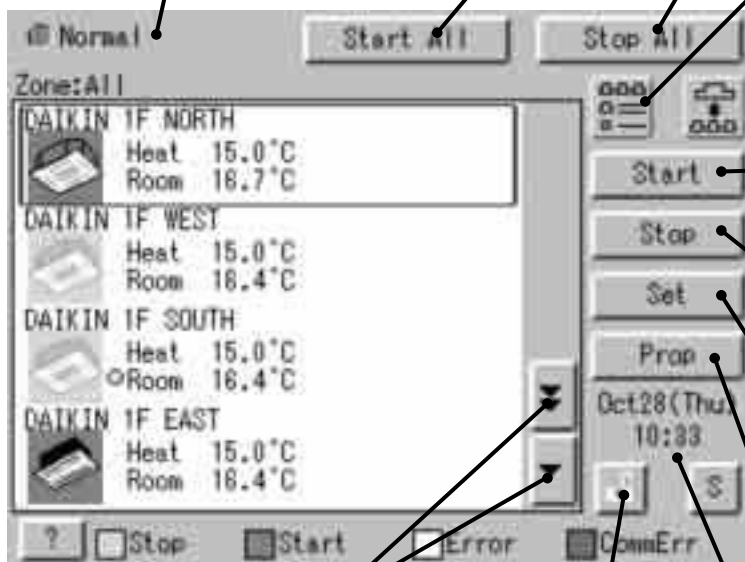 Normal
Start All
Stop All
Zone:All
DAIKIN 1F NORTH
Heat 15.0°C
Room 16.7°C
DAIKIN 1F WEST
Heat 15.0°C
Room 16.4°C
DAIKIN 1F SOUTH
Heat 15.0°C
Room 16.4°C
DAIKIN 1F EAST
Heat 15.0°C
Room 16.4°C
Start
Stop
Set
Prop
Oct28(Thu)
10:33
S
?
Stop
Start
Error
CommErr